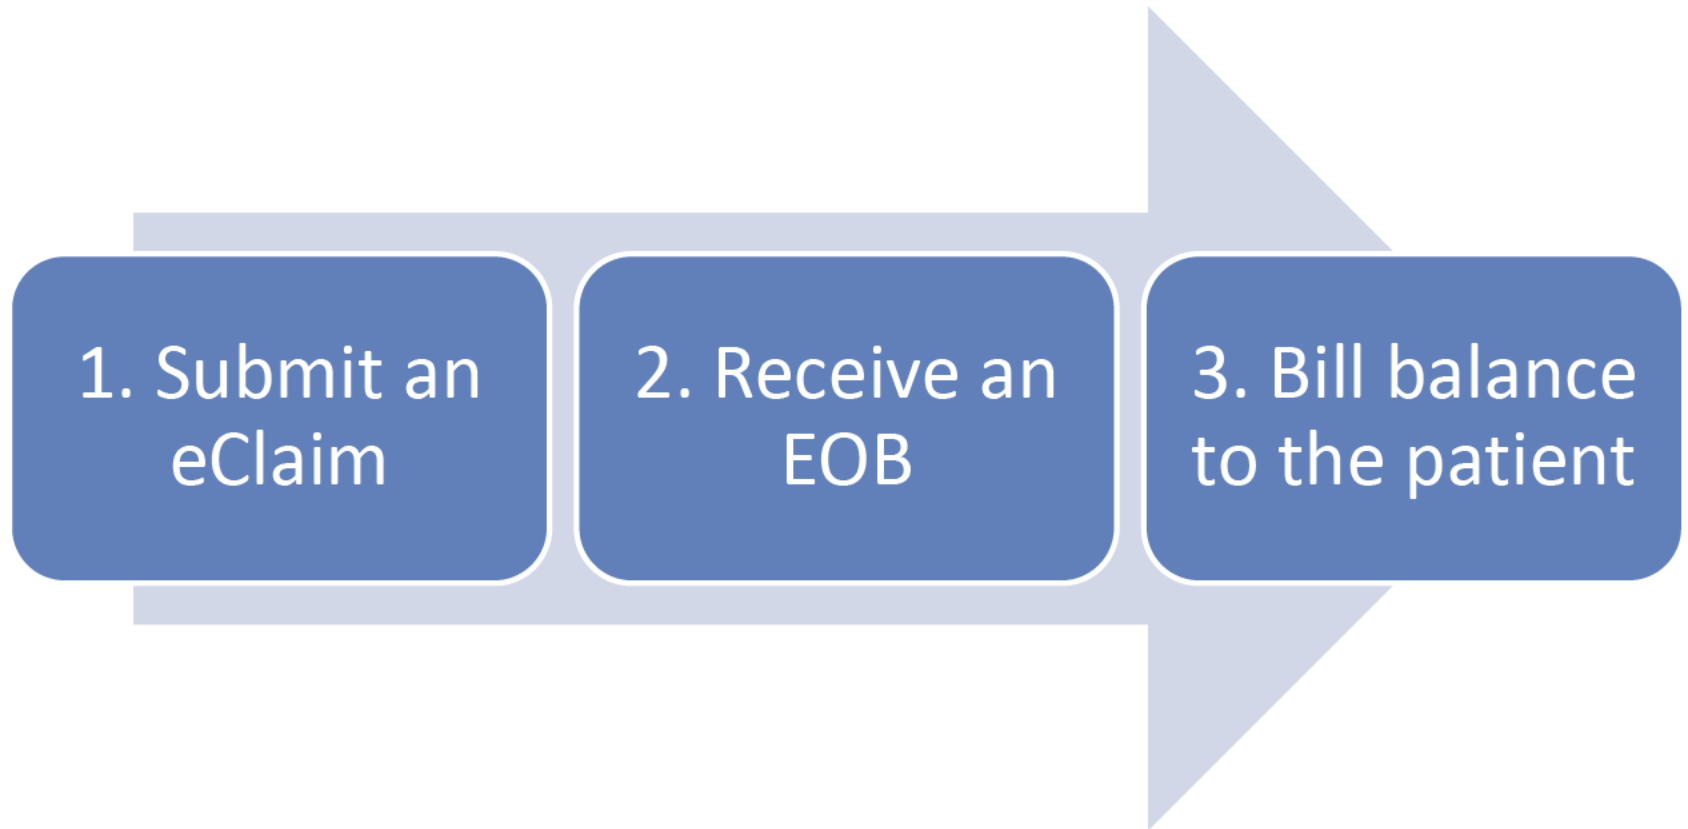 1. Submit an
eClaim
2. Receive an
EOB
3. Bill balance
to the patient